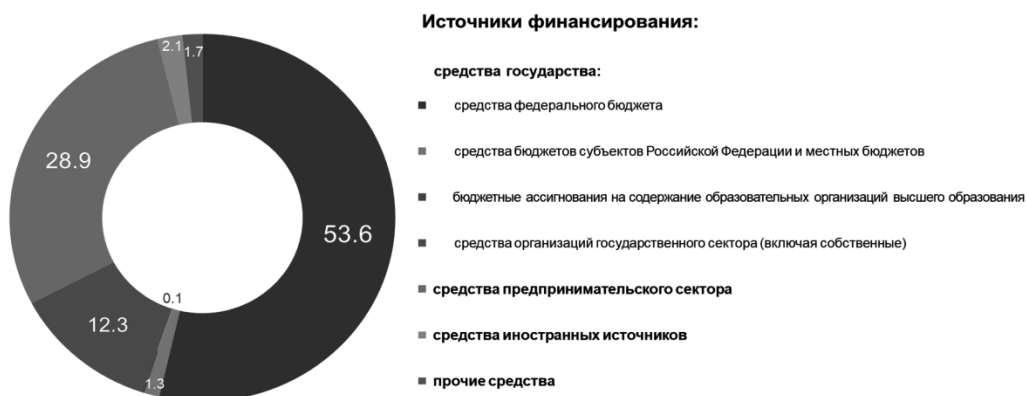 Источники финансирования:
средства государства:
средства федерального бюджета
средства бюджетов субъектов Российской Федерации и местных бюджетов
бюджетные ассигнования на содержание образовательных организаций высшего образования
средства организаций государственного сектора (включая собственные)
средства предпринимательского сектора
средства иностранных источников
прочие средства
2.1
1.7
28.9
53.6
0.1
12.3
1.3